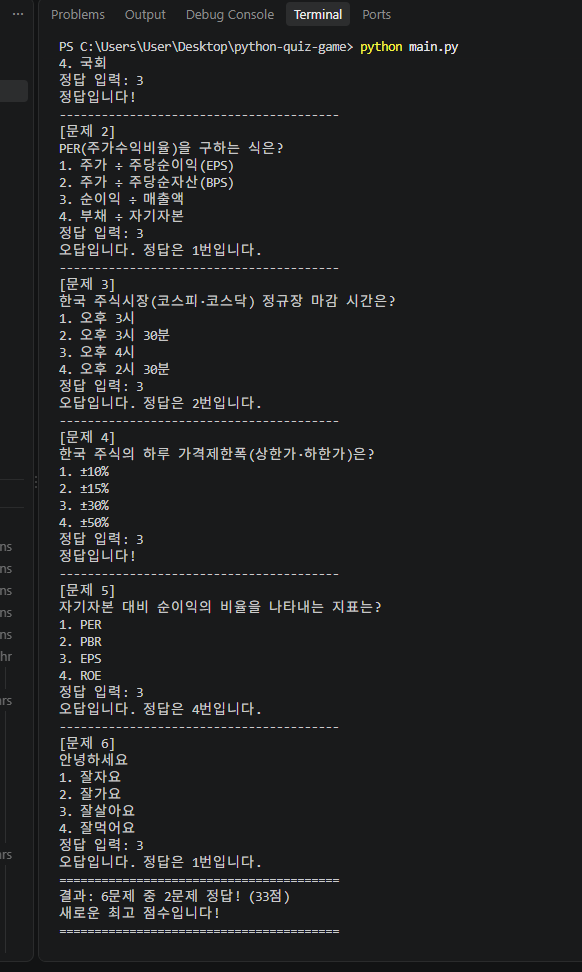 Problems Output Debug Console Terminal Ports
PS C:\Users\User\Desktop\python-quiz-game> python main.py
4. 국회
정답 입력: 3
정답입니다!
----------------------------------------
[문제 2]
PER(주가수익비율)을 구하는 식은?
1. 주가 ÷ 주당순이익(EPS)
2. 주가 ÷ 주당순자산(BPS)
3. 순이익 ÷ 매출액
4. 부채 ÷ 자기자본
정답 입력: 3
오답입니다. 정답은 1번입니다.
----------------------------------------
[문제 3]
한국 주식시장(코스피·코스닥) 정규장 마감 시간은?
1. 오후 3시
2. 오후 3시 30분
3. 오후 4시
4. 오후 2시 30분
정답 입력: 3
오답입니다. 정답은 2번입니다.
----------------------------------------
[문제 4]
한국 주식의 하루 가격제한폭(상한가·하한가)은?
1. ±10%
2. ±15%
3. ±30%
4. ±50%
정답 입력: 3
정답입니다!
----------------------------------------
[문제 5]
자기자본 대비 순이익의 비율을 나타내는 지표는?
1. PER
2. PBR
3. EPS
4. ROE
정답 입력: 3
오답입니다. 정답은 4번입니다.
----------------------------------------
[문제 6]
안녕하세요
1. 잘자요
2. 잘가요
3. 잘살아요
4. 잘먹어요
정답 입력: 3
오답입니다. 정답은 1번입니다.
========================================
결과: 6문제 중 2문제 정답! (33점)
새로운 최고 점수입니다!
========================================